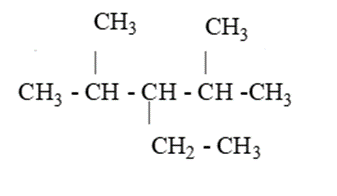 CH₃ CH₃
| |
CH₃ - CH - CH - CH -CH₃
|
CH₂ - CH₃